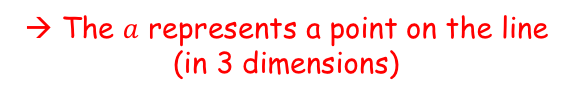 → The a represents a point on the line
(in 3 dimensions)